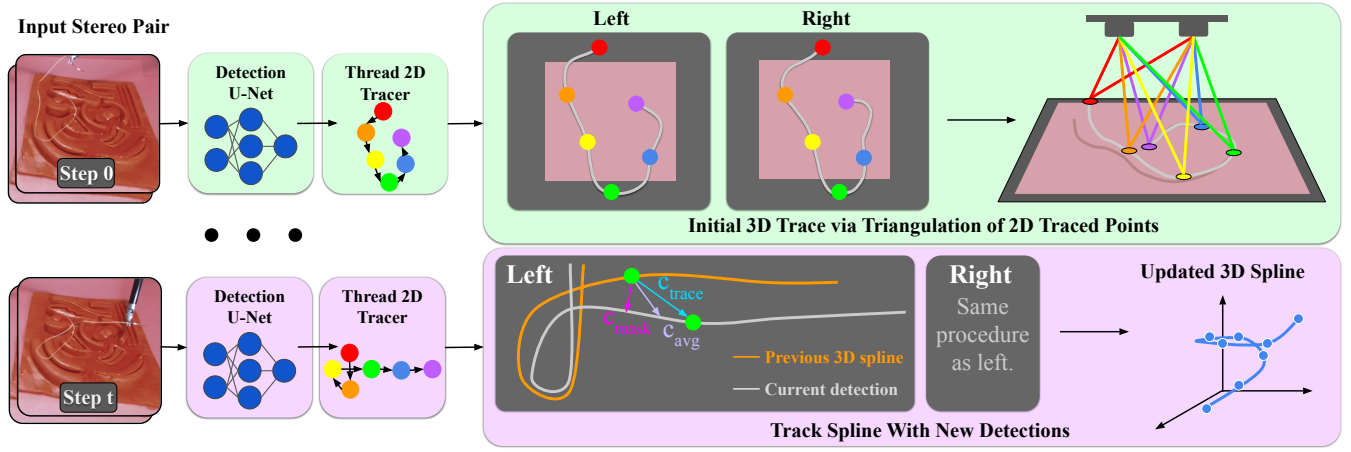 Input Stereo Pair
Step 0
Detection
U-Net
Thread 2D
Tracer
Left
Right
Initial 3D Trace via Triangulation of 2D Traced Points
Step t
Detection
U-Net
Thread 2D
Tracer
Left
c_trace
c_mask
c_avg
Previous 3D spline
Current detection
Right
Same
procedure
as left.
Updated 3D Spline
Track Spline With New Detections